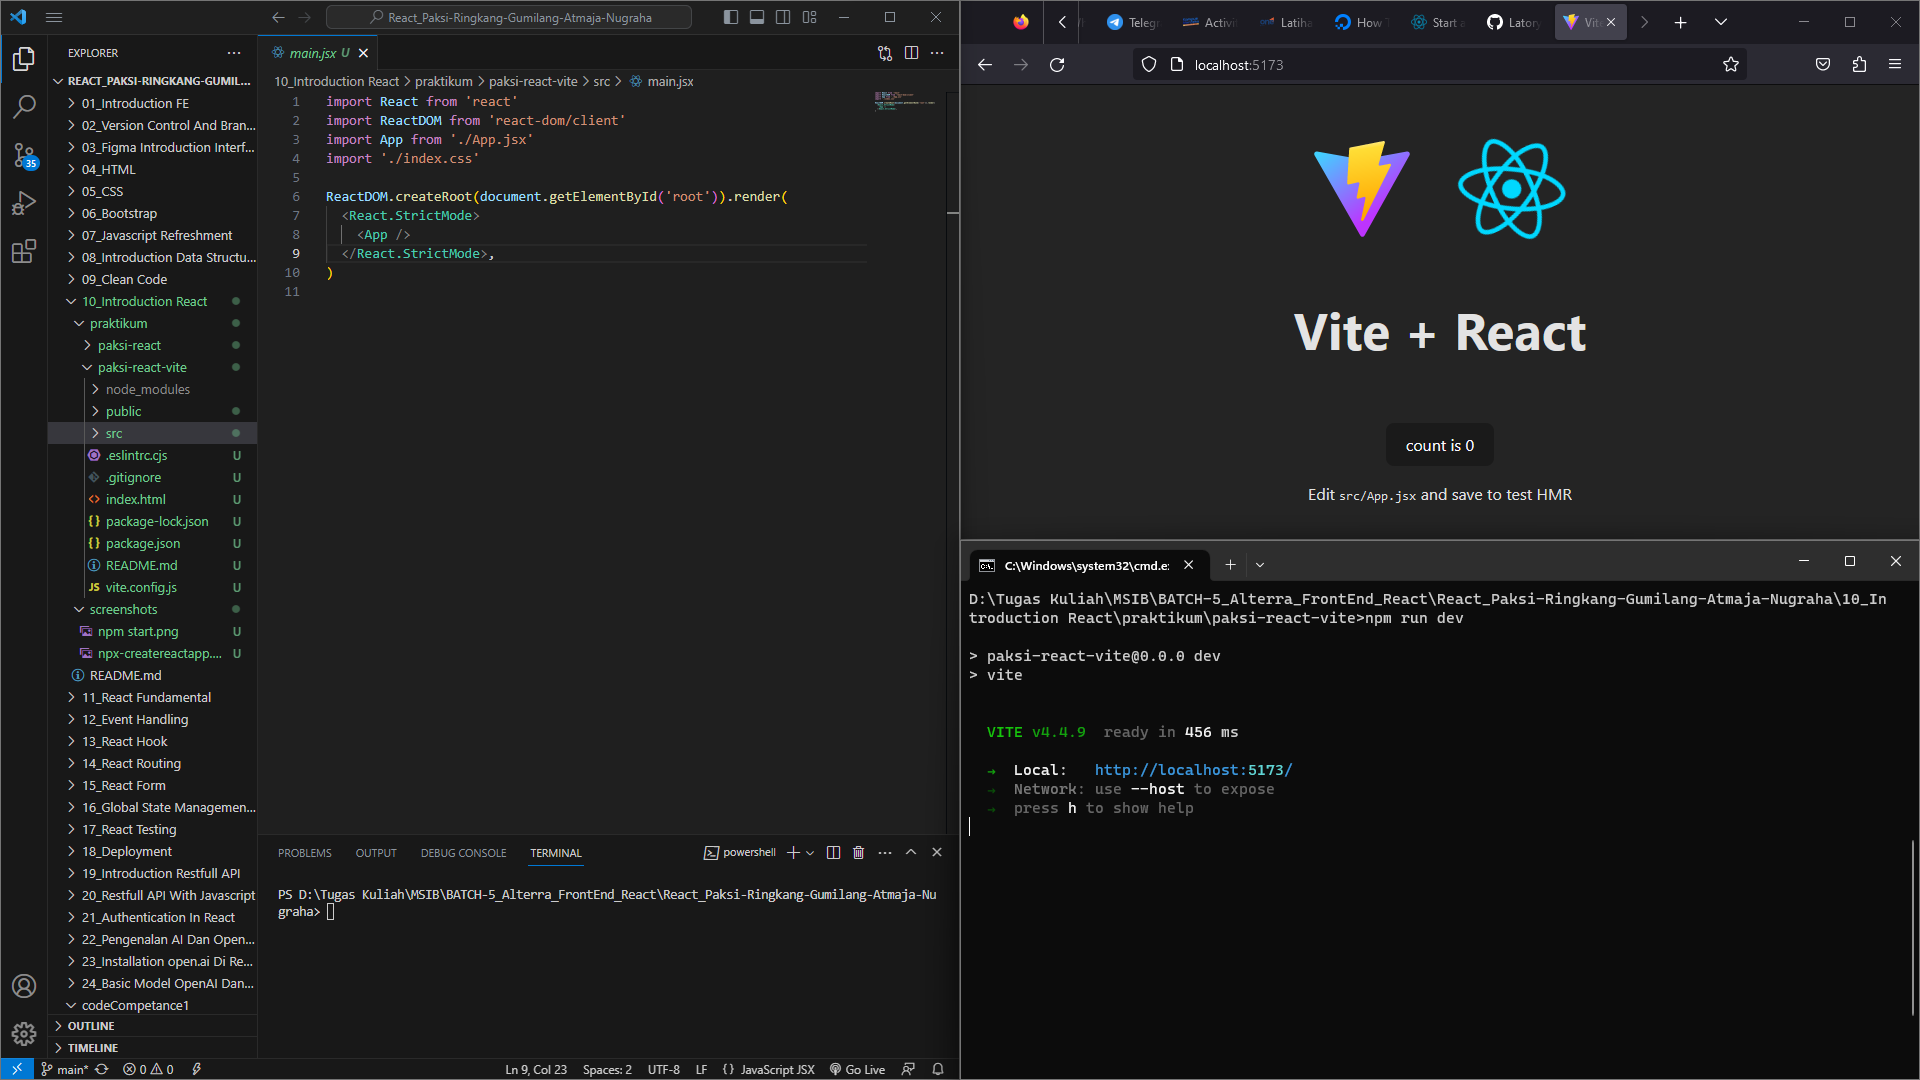 React_Paksi-Ringkang-Gumilang-Atmaja-Nugraha
EXPLORER
REACT_PAKSI-RINGKANG-GUMIL...
01_Introduction FE
02_Version Control And Bran...
03_Figma Introduction Interf...
04_HTML
05_CSS
06_Bootstrap
07_Javascript Refreshment
08_Introduction Data Structu...
09_Clean Code
10_Introduction React
praktikum
paksi-react
paksi-react-vite
node_modules
public
src
.eslintrc.cjs U
.gitignore U
index.html U
package-lock.json U
package.json U
README.md U
JS vite.config.js U
screenshots
npm start.png U
npx-createreactapp.... U
README.md
11_React Fundamental
12_Event Handling
13_React Hook
14_React Routing
15_React Form
16_Global State Managemen...
17_React Testing
18_Deployment
19_Introduction Restfull API
20_Restfull API With Javascript
21_Authentication In React
22_Pengenalan AI Dan Open...
23_Installation open.ai Di Re...
24_Basic Model OpenAI Dan...
codeCompetance1
OUTLINE
TIMELINE
35
main.jsx U
10_Introduction React > praktikum > paksi-react-vite > src > main.jsx
1 import React from 'react'
2 import ReactDOM from 'react-dom/client'
3 import App from './App.jsx'
4 import './index.css'
5
6 ReactDOM.createRoot(document.getElementById('root')).render(
7 <React.StrictMode>
8 <App />
9 </React.StrictMode>,
10 )
11
PROBLEMS OUTPUT DEBUG CONSOLE TERMINAL powershell
PS D:\Tugas Kuliah\MSIB\BATCH-5_Alterra_FrontEnd_React\React_Paksi-Ringkang-Gumilang-Atmaja-Nu
graha>
main* 0 0 Ln 9, Col 23 Spaces: 2 UTF-8 LF {} JavaScript JSX Go Live
Telegr Activi Latiha How Start Latory Vite
localhost:5173
Vite + React
count is 0
Edit src/App.jsx and save to test HMR
C:\Windows\system32\cmd.e:
D:\Tugas Kuliah\MSIB\BATCH-5_Alterra_FrontEnd_React\React_Paksi-Ringkang-Gumilang-Atmaja-Nugraha\10_In
troduction React\praktikum\paksi-react-vite>npm run dev
> paksi-react-vite@0.0.0 dev
> vite
VITE v4.4.9 ready in 456 ms
➜ Local: http://localhost:5173/
➜ Network: use --host to expose
➜ press h to show help